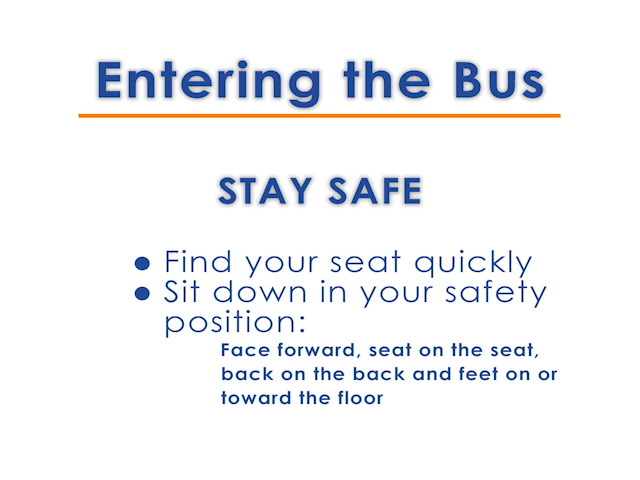 Entering the Bus
STAY SAFE
● Find your seat quickly
● Sit down in your safety
position:
Face forward, seat on the seat,
back on the back and feet on or
toward the floor